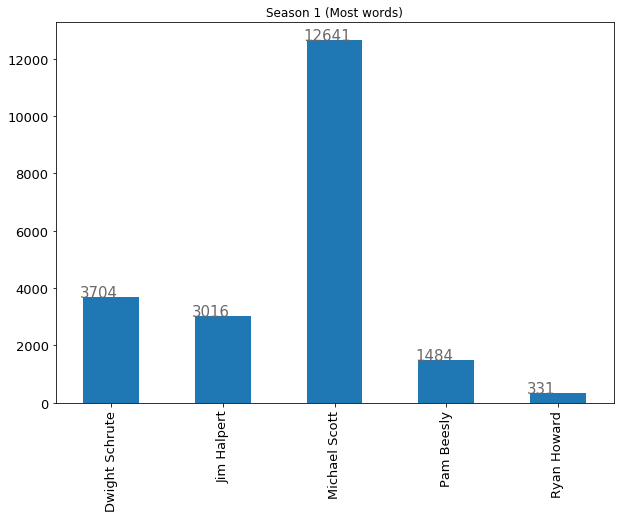 Season 1 (Most words)
12641
12000
10000
8000
6000
4000
3704
3016
2000
1484
331
0
Dwight Schrute
Jim Halpert
Michael Scott
Pam Beesly
Ryan Howard